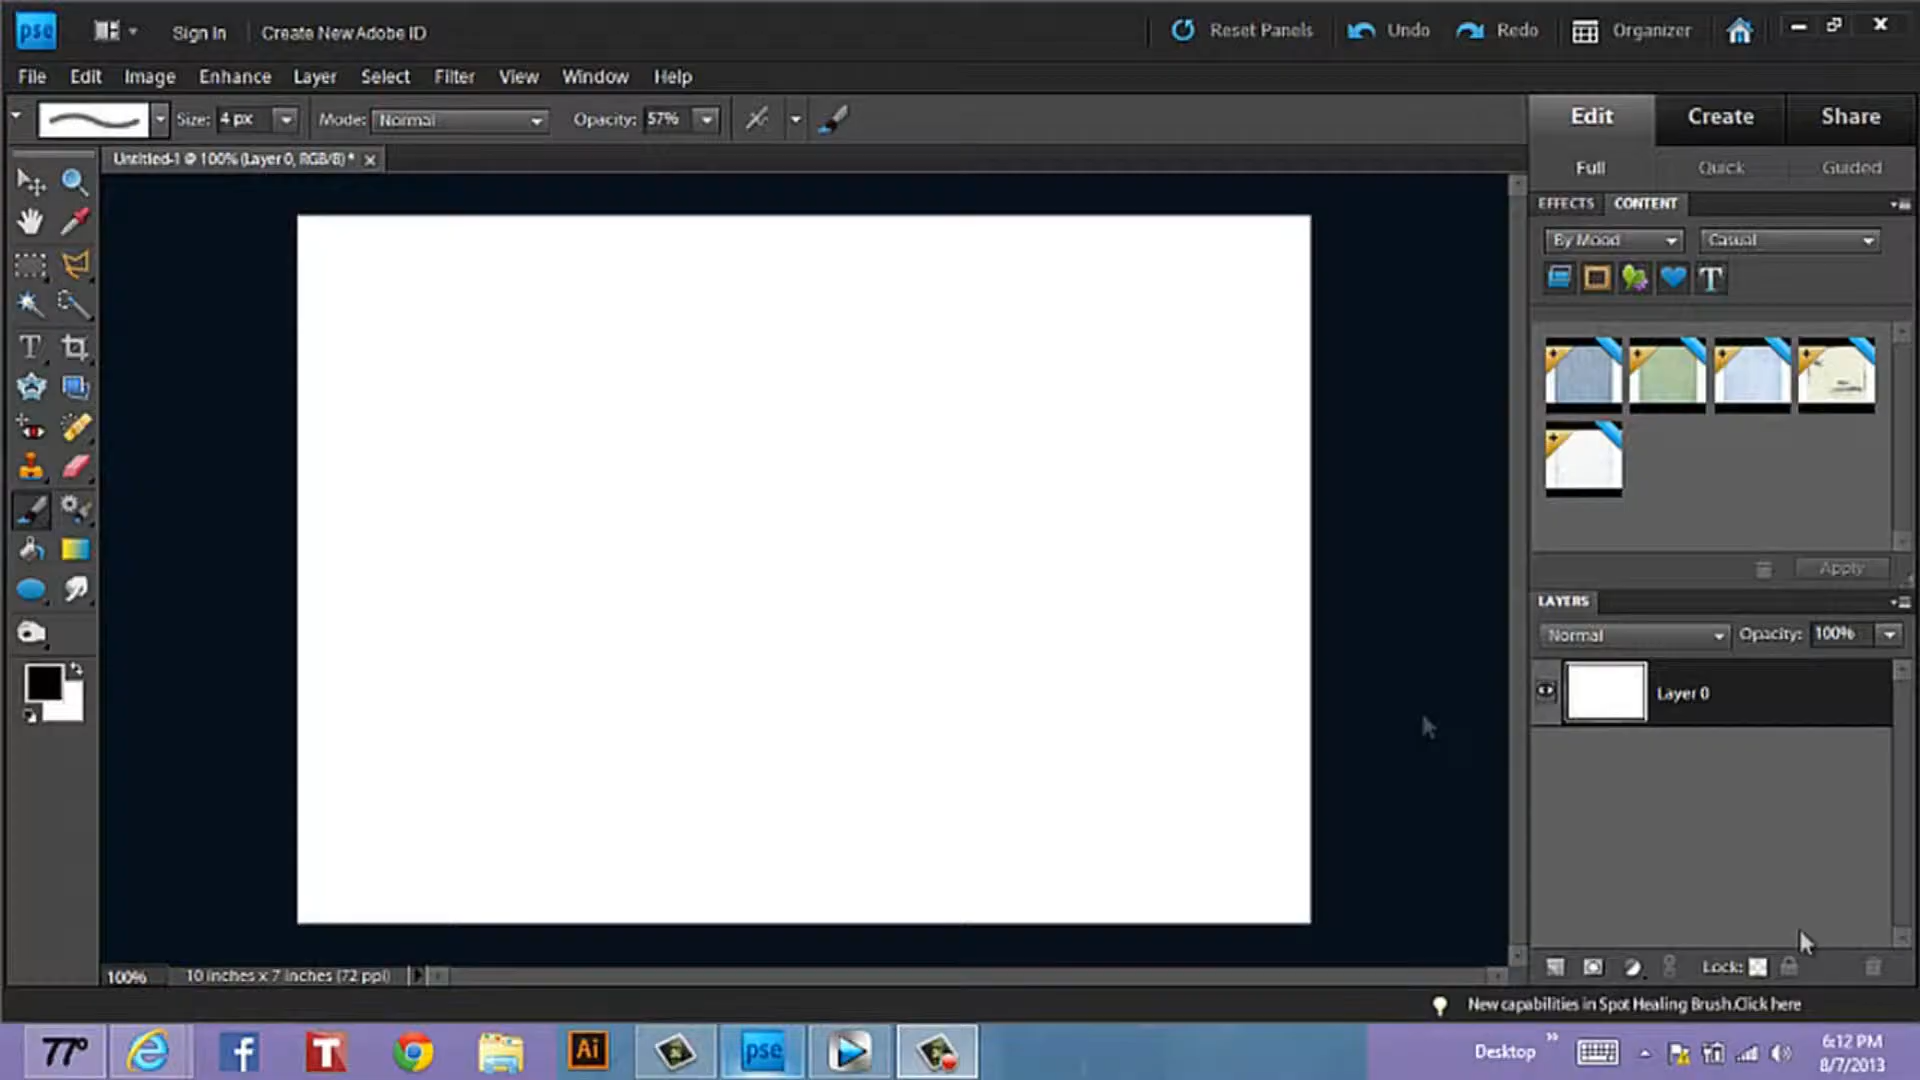 pse Sign In Create New Adobe ID Reset Panels Undo Redo Organizer
File Edit Image Enhance Layer Select Filter View Window Help
Size: 4 px Mode: Normal Opacity: 57%
Edit Create Share
Untitled-1 @ 100% (Layer 0, RGB/8) *
Full Quick Guided
EFFECTS CONTENT
By Mood Casual
T
T
Apply
LAYERS
Normal Opacity: 100%
Layer 0
Lock:
100% 10 inches x 7 inches (72 ppi)
New capabilities in Spot Healing Brush.Click here
77° f T Ai pse Desktop
6:12 PM
8/7/2013